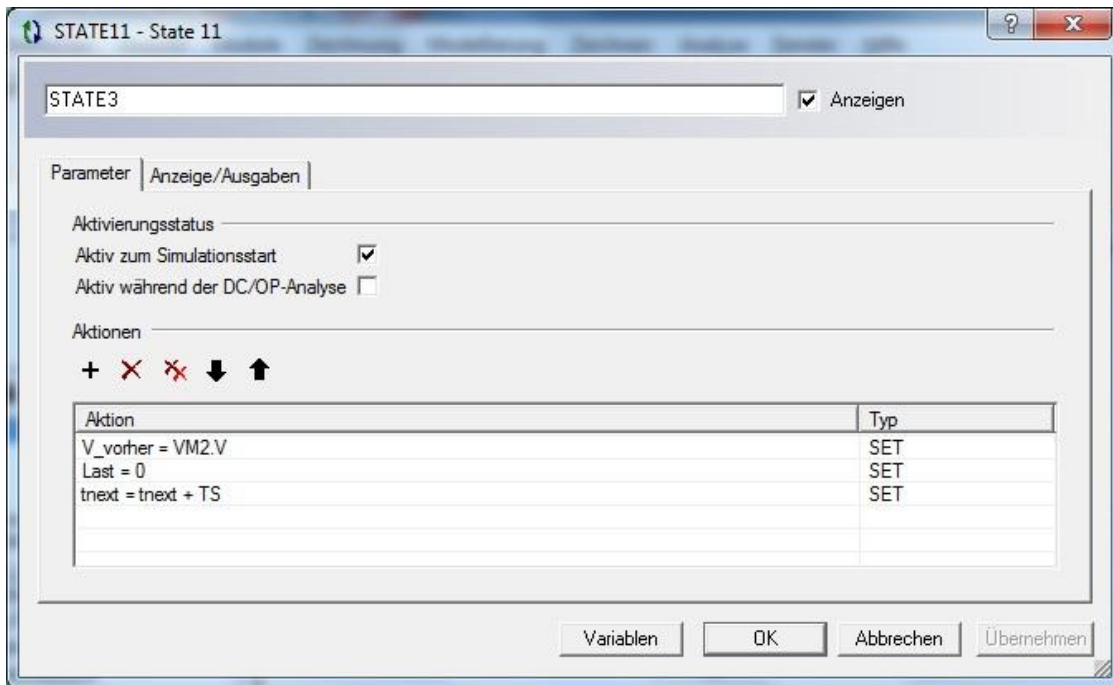 STATE11 - State 11
STATE3
Anzeigen
Parameter
Anzeige/Ausgaben
Aktivierungsstatus
Aktiv zum Simulationsstart
Aktiv während der DC/OP-Analyse
Aktionen
Aktion Typ
V_vorher = VM2.V SET
Last = 0 SET
tnext = tnext + TS SET
Variablen OK Abbrechen Übernehmen